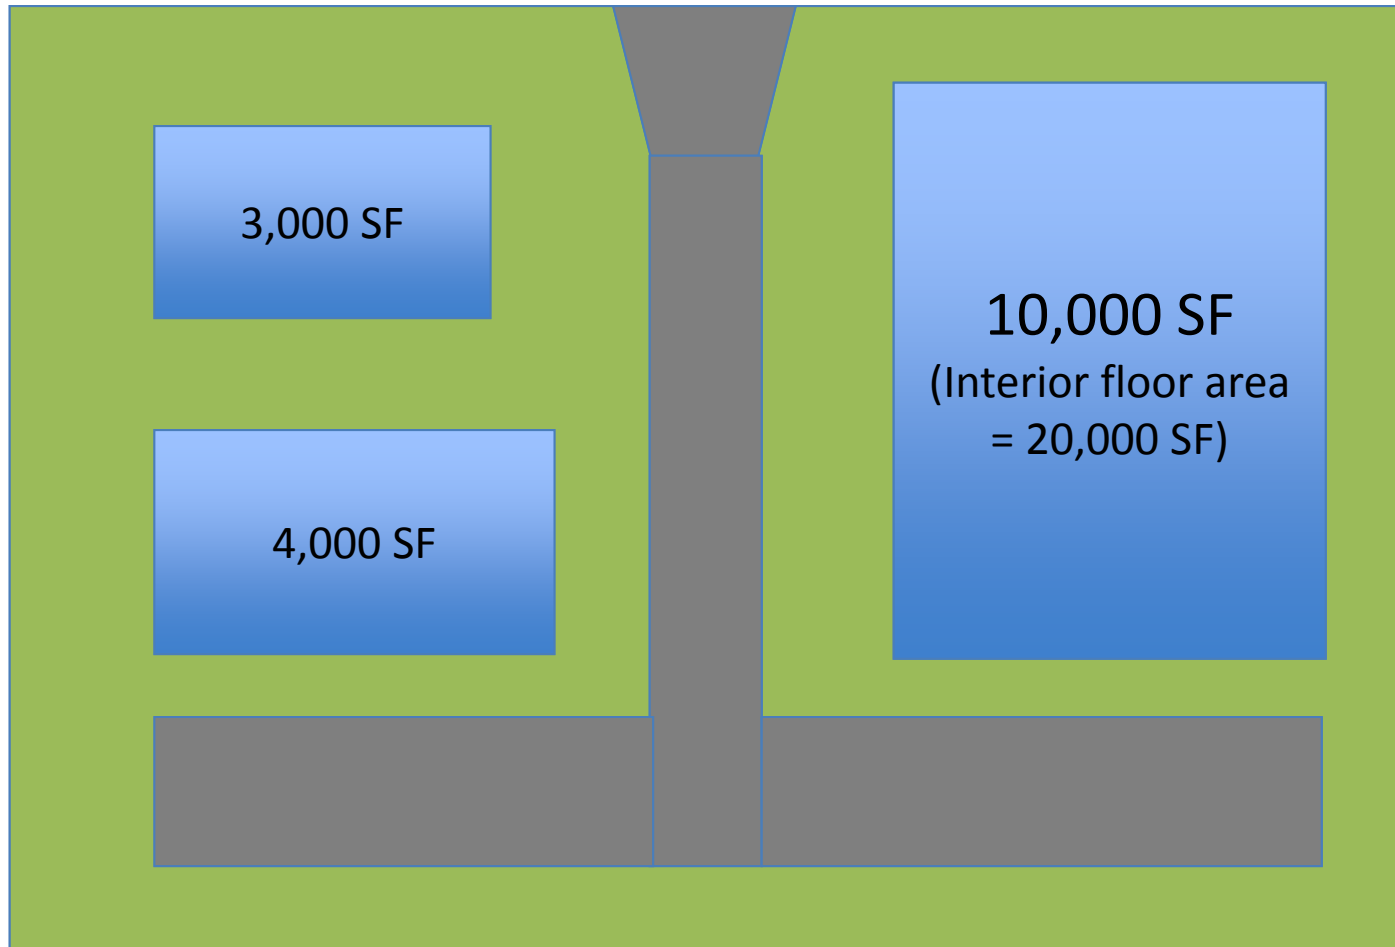 3,000 SF
10,000 SF
(Interior floor area
= 20,000 SF)
4,000 SF